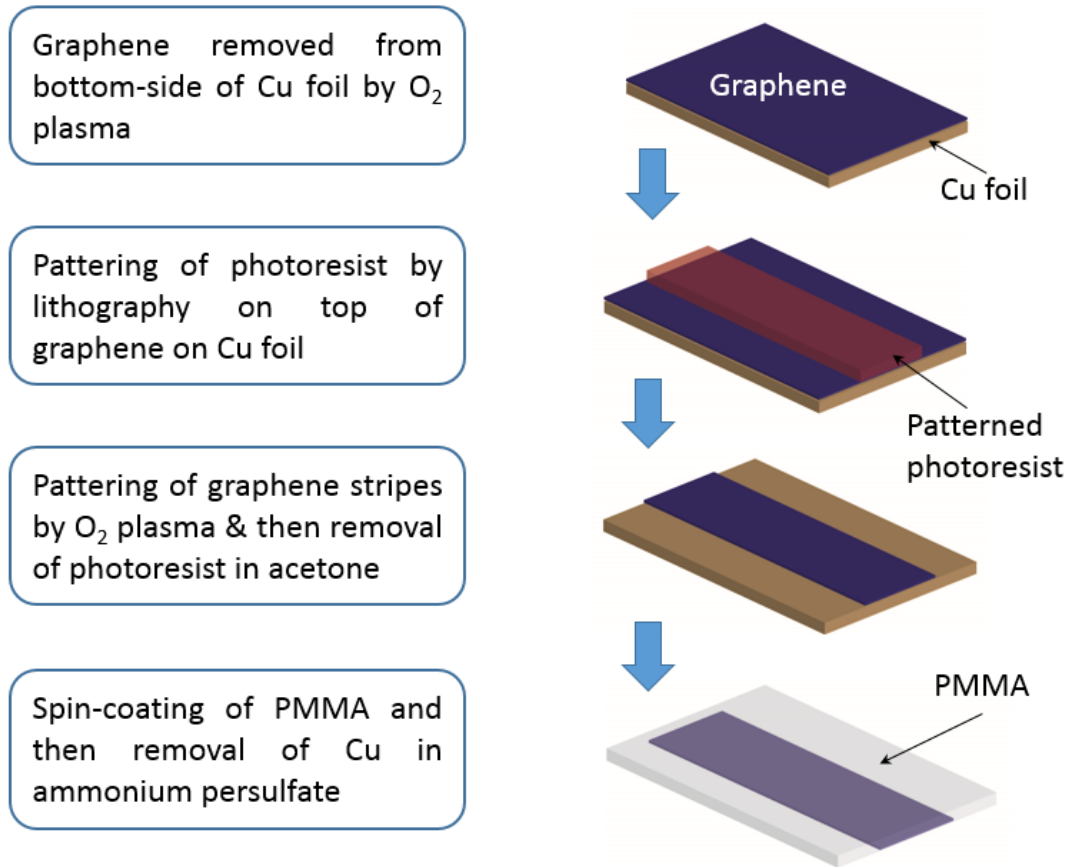 Graphene removed from
bottom-side of Cu foil by O₂
plasma
Graphene
Cu foil
Pattering of photoresist by
lithography on top of
graphene on Cu foil
Patterned
photoresist
Pattering of graphene stripes
by O₂ plasma & then removal
of photoresist in acetone
Spin-coating of PMMA and
then removal of Cu in
ammonium persulfate
PMMA